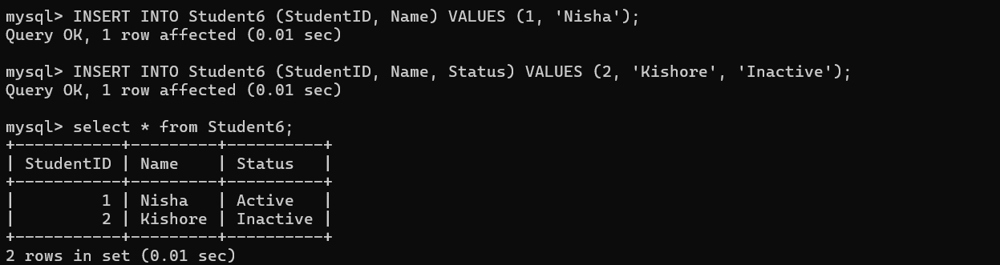 mysql> INSERT INTO Student6 (StudentID, Name) VALUES (1, 'Nisha');
Query OK, 1 row affected (0.01 sec)

mysql> INSERT INTO Student6 (StudentID, Name, Status) VALUES (2, 'Kishore', 'Inactive');
Query OK, 1 row affected (0.01 sec)

mysql> select * from Student6;
+-----------+---------+----------+
| StudentID | Name    | Status   |
+-----------+---------+----------+
|         1 | Nisha   | Active   |
|         2 | Kishore | Inactive |
+-----------+---------+----------+
2 rows in set (0.01 sec)